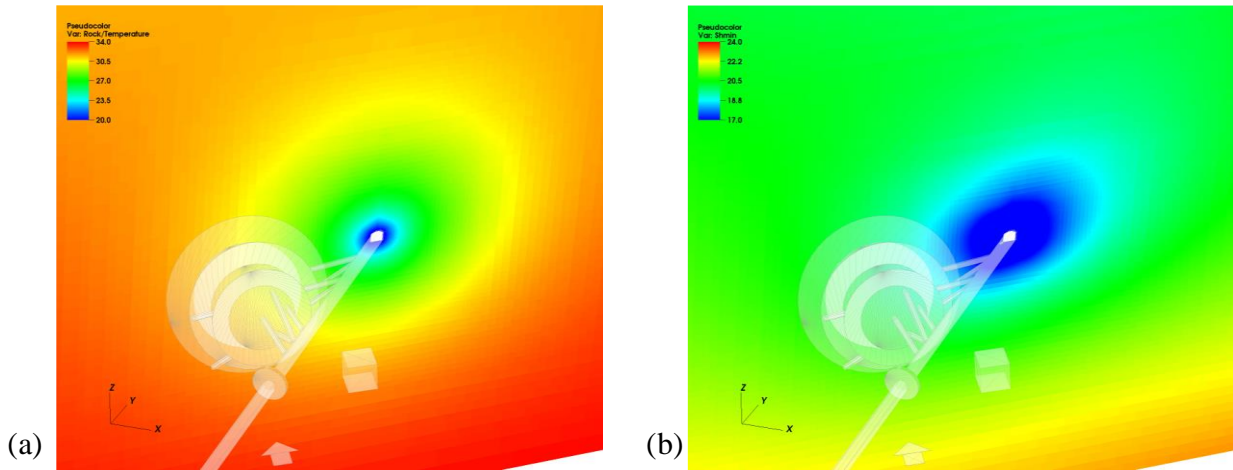 Pseudocolor
Var: Rock/Temperature
34.0
30.5
27.0
23.5
20.0
Z
Y
X
(a)
Pseudocolor
Var: Shmin
24.0
22.2
20.5
18.8
17.0
Z
Y
X
(b)